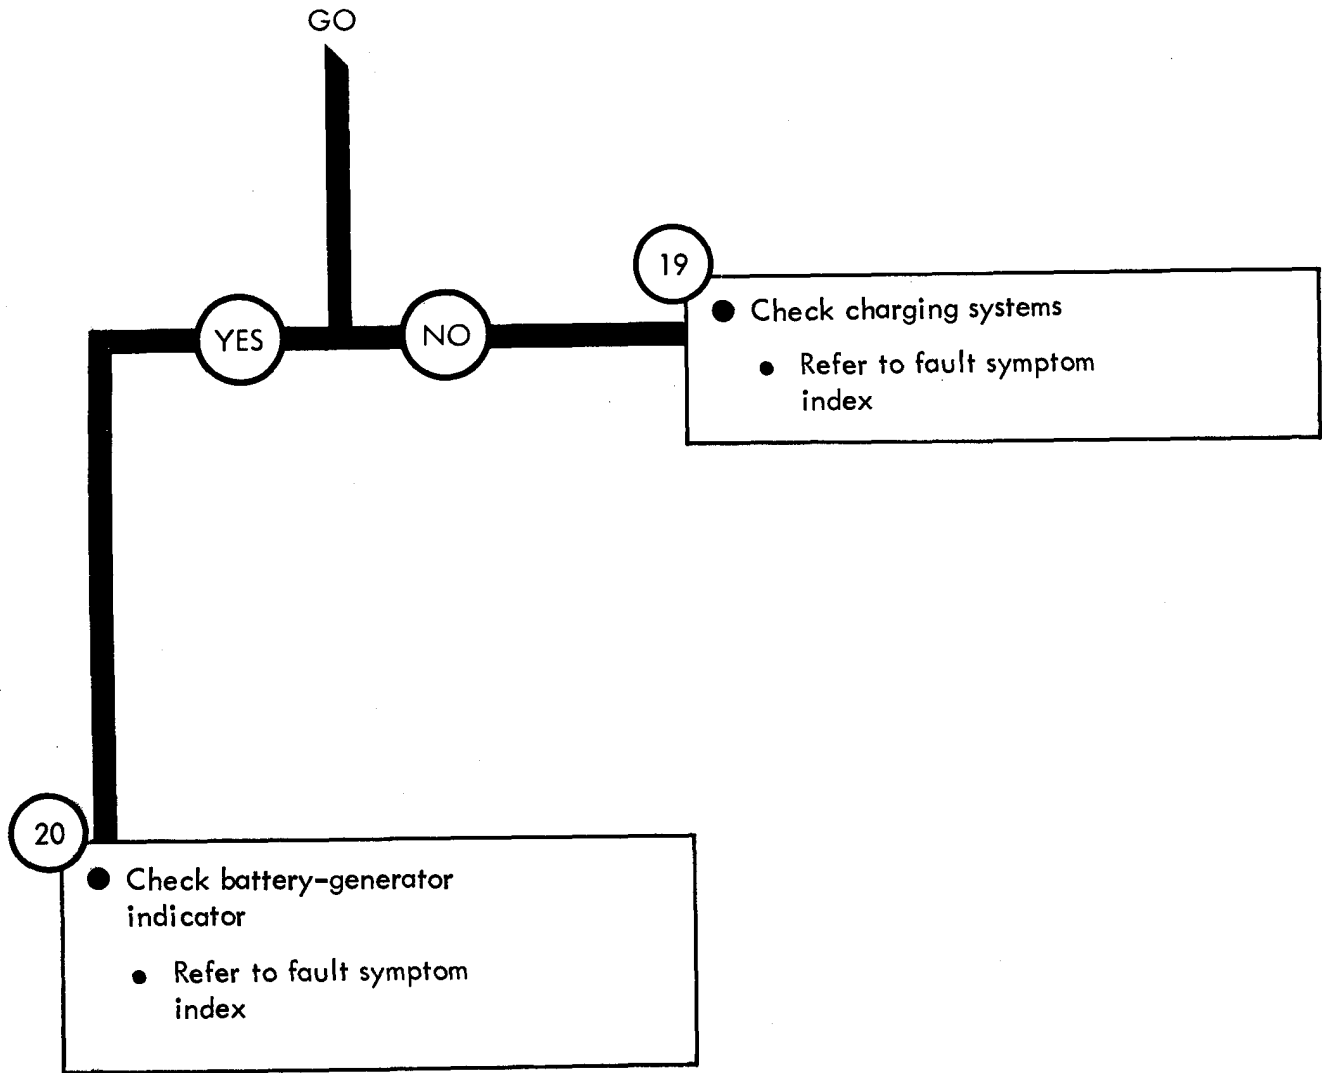 GO
YES
NO
19
● Check charging systems
● Refer to fault symptom
index
20
● Check battery-generator
indicator
● Refer to fault symptom
index